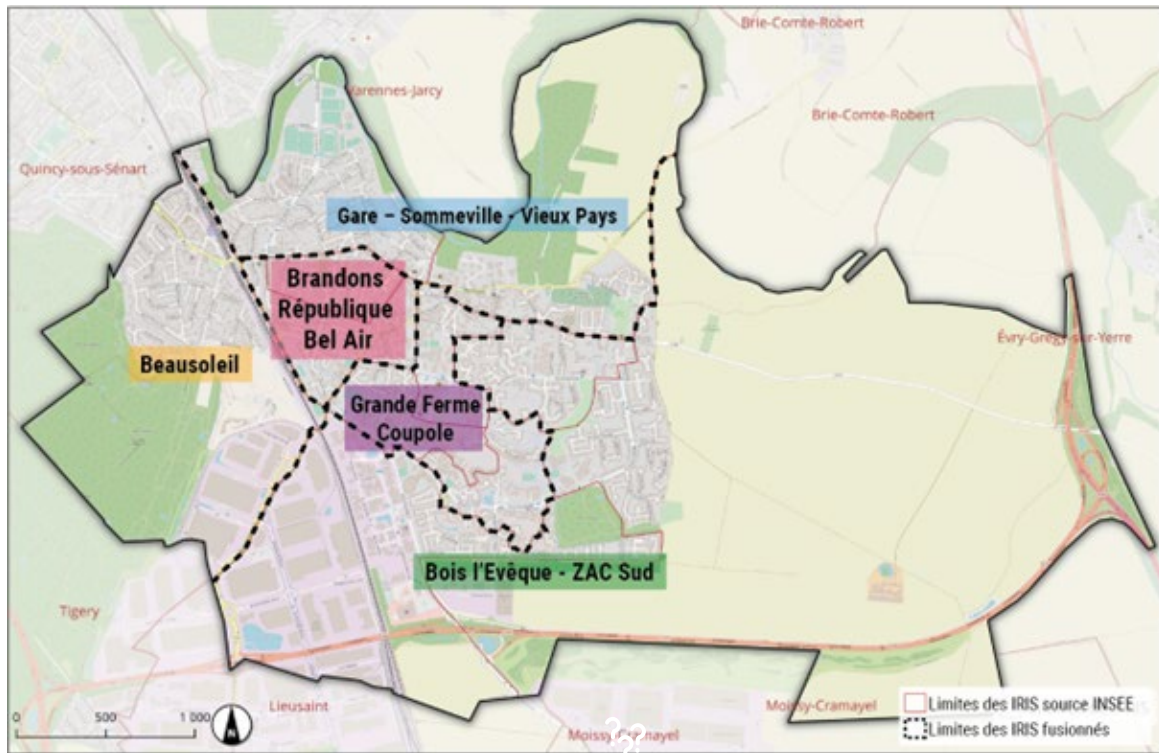 Brie-Comte-Robert
Varennes-Jarcy
Brie-Comte-Robert
Quincy-sous-Sénart
Gare – Sommeville - Vieux Pays
Brandons
République
Bel Air
Évry-Grégy-sur-Yerre
Beausoleil
Grande Ferme
Coupole
Bois l'Evêque - ZAC Sud
Tigery
Lieusaint
Moissy-Cramayel
Moissy-Cramayel
0 500 1 000
N
Limites des IRIS source INSEE
Limites des IRIS fusionnés